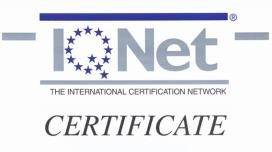 IQNet®
THE INTERNATIONAL CERTIFICATION NETWORK
CERTIFICATE